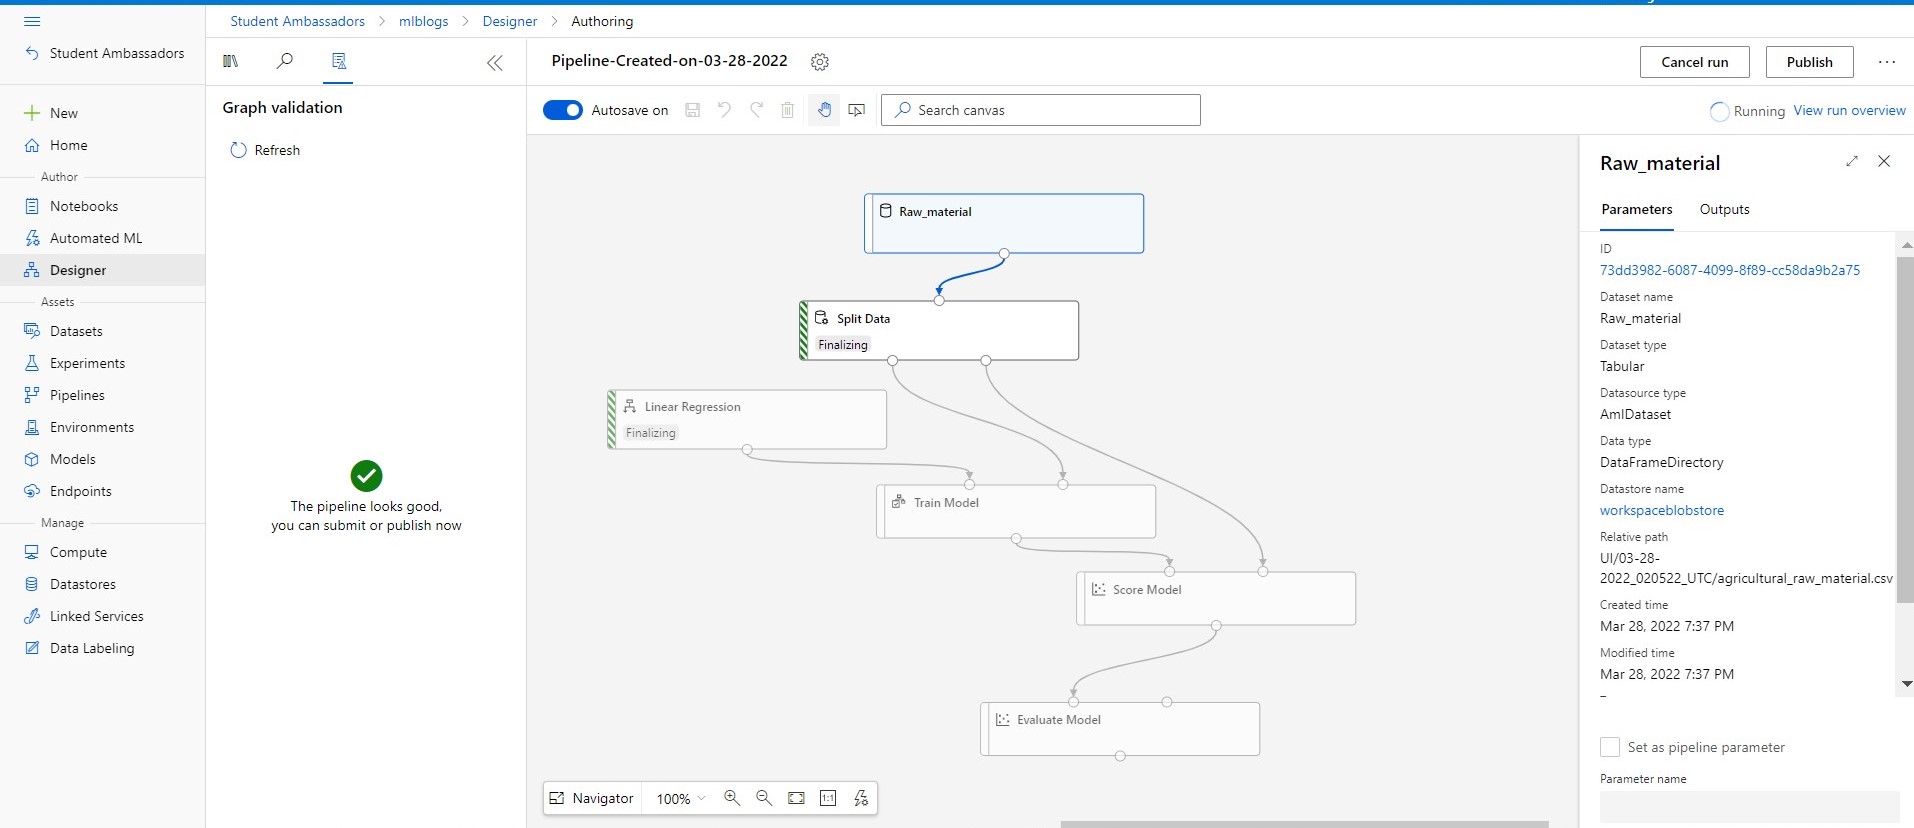 Student Ambassadors
New
Home
Author
Notebooks
Automated ML
Designer
Assets
Datasets
Experiments
Pipelines
Environments
Models
Endpoints
Manage
Compute
Datastores
Linked Services
Data Labeling
Student Ambassadors > mlblogs > Designer > Authoring
Graph validation
Refresh
The pipeline looks good,
you can submit or publish now
Pipeline-Created-on-03-28-2022
Cancel run
Publish
Autosave on
Search canvas
Running View run overview
Raw_material
Split Data
Finalizing
Linear Regression
Finalizing
Train Model
Score Model
Evaluate Model
Navigator
100%
1:1
Raw_material
Parameters Outputs
ID
73dd3982-6087-4099-8f89-cc58da9b2a75
Dataset name
Raw_material
Dataset type
Tabular
Datasource type
AmlDataset
Data type
DataFrameDirectory
Datastore name
workspaceblobstore
Relative path
UI/03-28-
2022_020522_UTC/agricultural_raw_material.csv
Created time
Mar 28, 2022 7:37 PM
Modified time
Mar 28, 2022 7:37 PM
Set as pipeline parameter
Parameter name